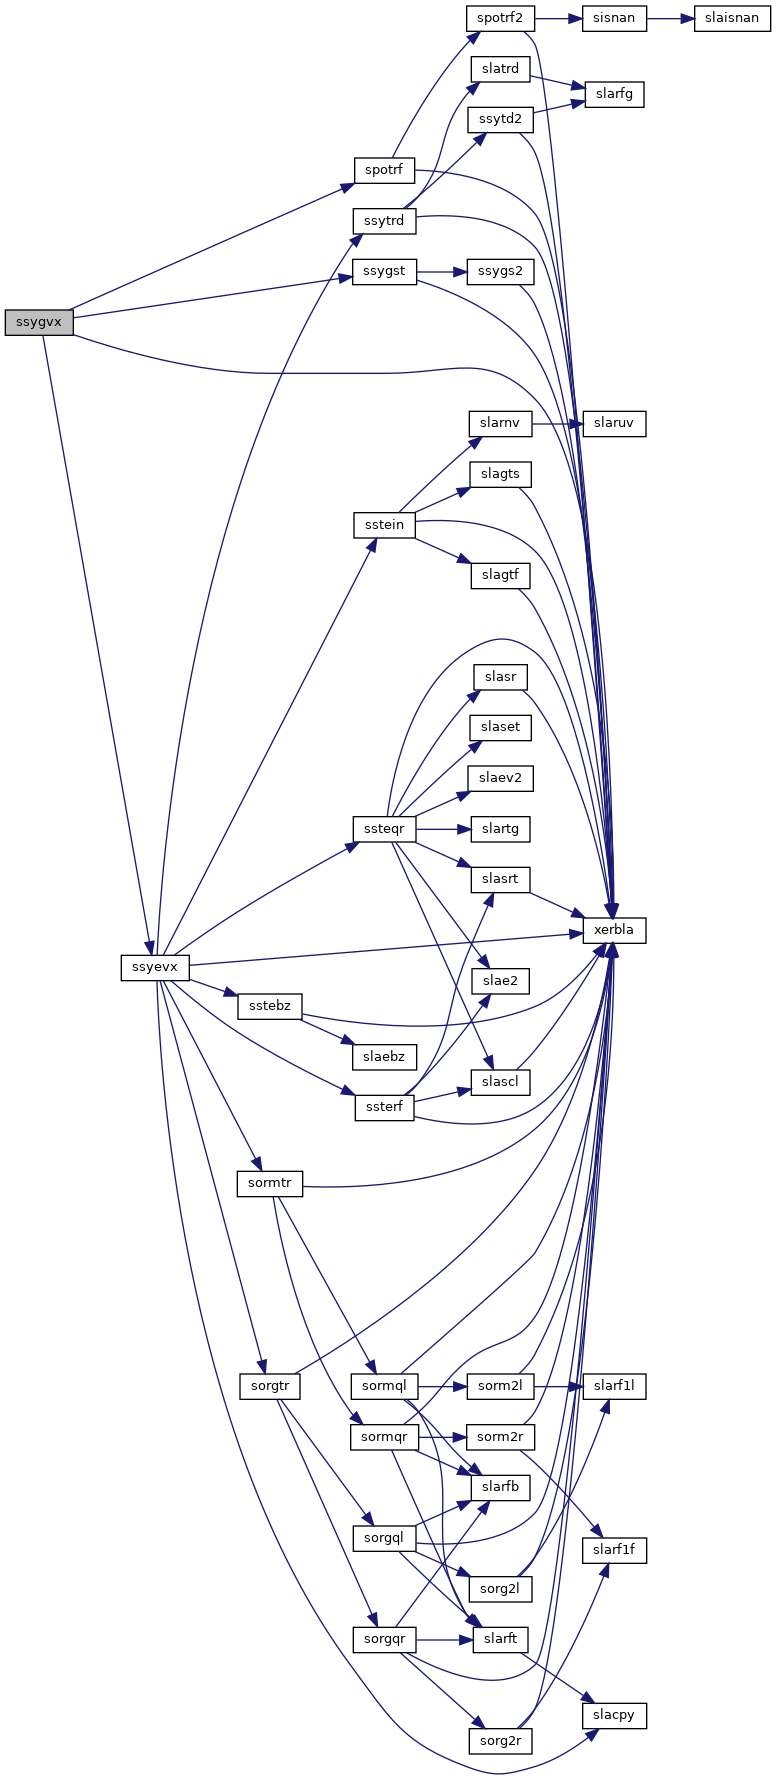 spotrf2
sisnan
slaisnan
slatrd
slarfg
ssytd2
spotrf
ssytrd
ssygst
ssygs2
ssygvx
slarnv
slaruv
slagts
sstein
slagtf
slasr
slaset
slaev2
ssteqr
slartg
slasrt
xerbla
ssyevx
slae2
sstebz
slaebz
slascl
ssterf
sormtr
sorgtr
sormql
sorm2l
slarf1l
sormqr
sorm2r
slarfb
sorgql
slarf1f
sorg2l
sorgqr
slarft
slacpy
sorg2r